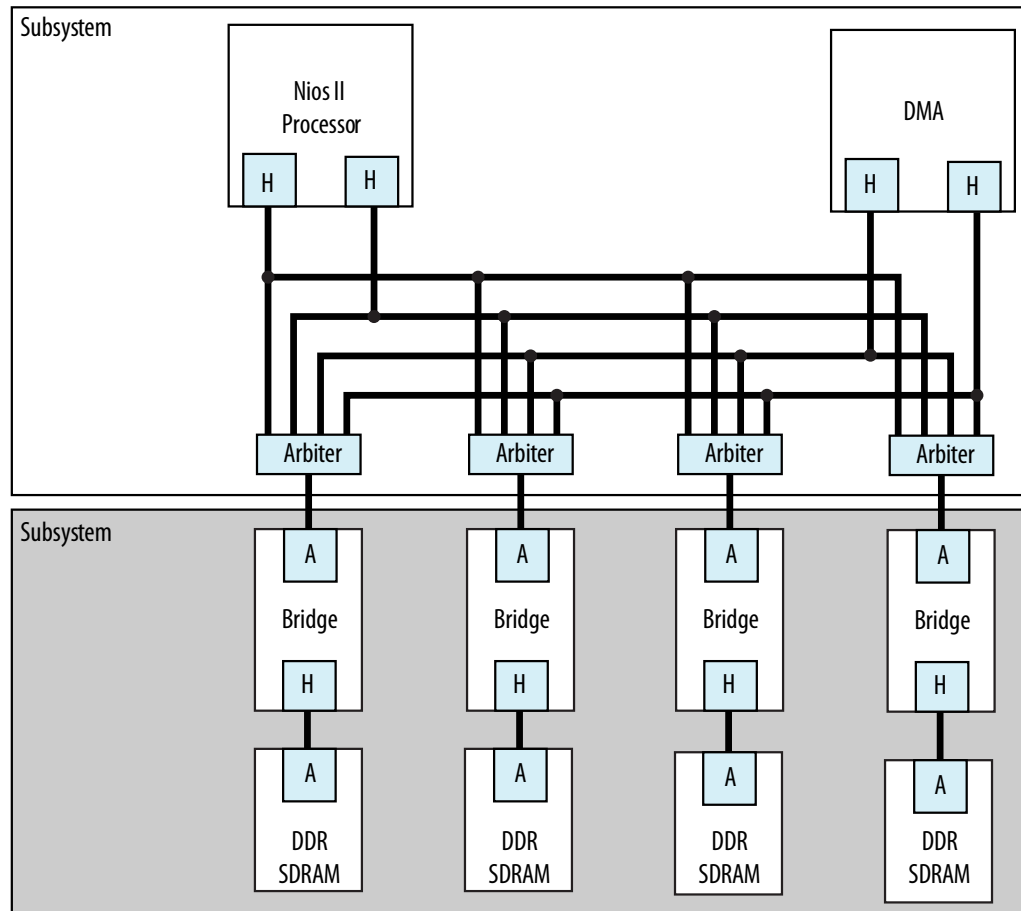 Subsystem
Nios II
Processor
DMA
H
H
H
H
Arbiter
Arbiter
Arbiter
Arbiter
Subsystem
A
A
A
A
Bridge
Bridge
Bridge
Bridge
H
H
H
H
A
A
A
A
DDR
SDRAM
DDR
SDRAM
DDR
SDRAM
DDR
SDRAM